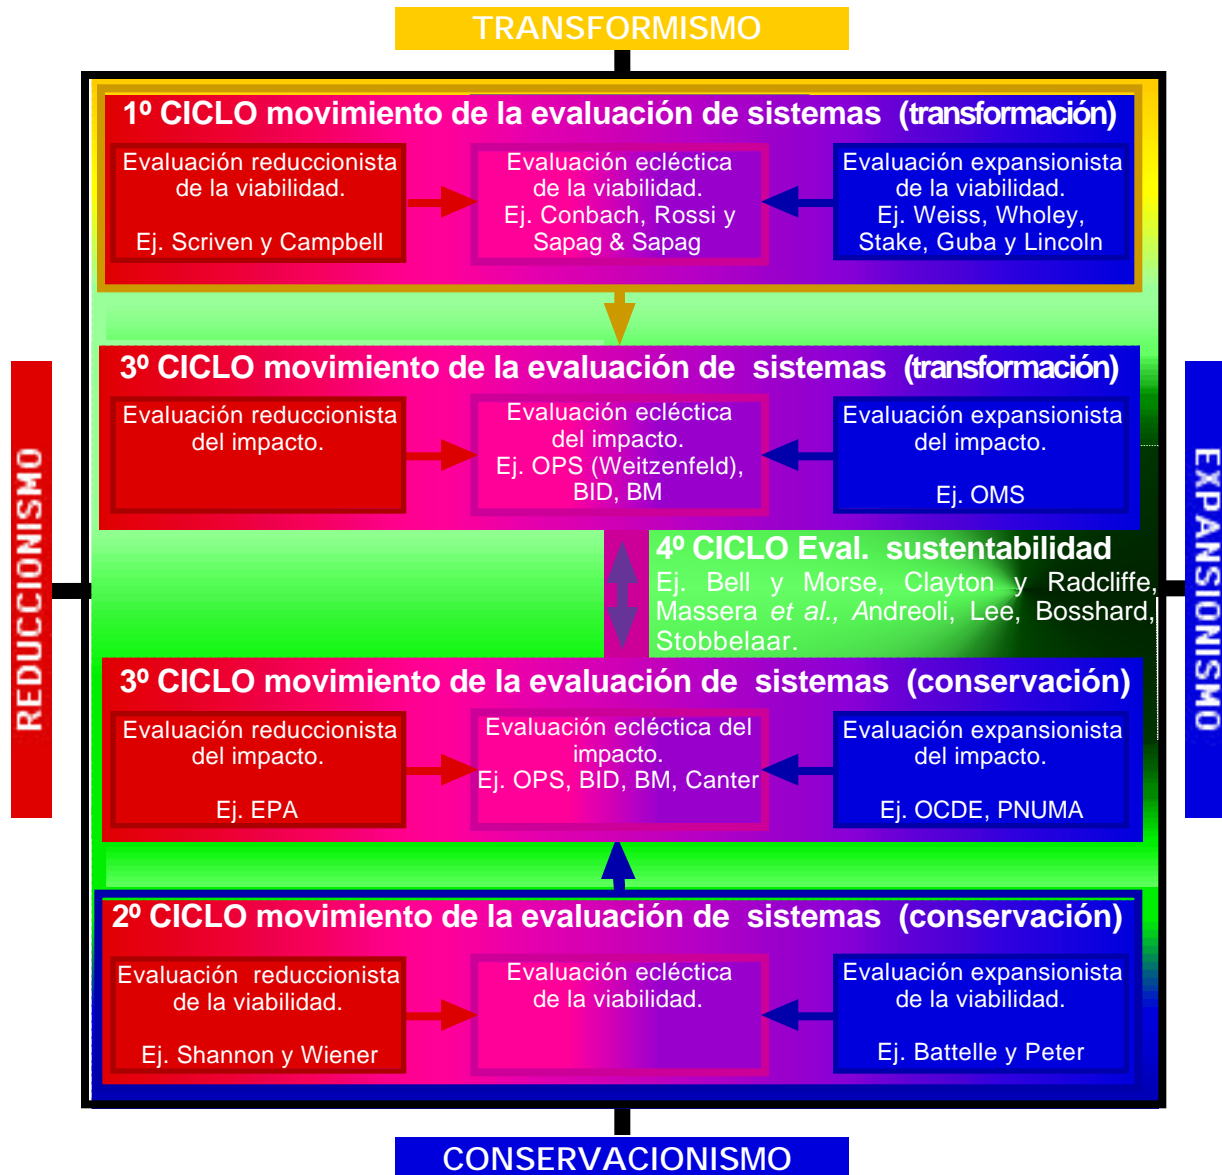 TRANSFORMISMO
1º CICLO movimiento de la evaluación de sistemas (transformación)
Evaluación reduccionista
de la viabilidad.
Ej. Scriven y Campbell
Evaluación ecléctica
de la viabilidad.
Ej. Conbach, Rossi y
Sapag & Sapag
Evaluación expansionista
de la viabilidad.
Ej. Weiss, Wholey,
Stake, Guba y Lincoln
3º CICLO movimiento de la evaluación de sistemas (transformación)
Evaluación reduccionista
del impacto.
Evaluación ecléctica
del impacto.
Ej. OPS (Weitzenfeld),
BID, BM
Evaluación expansionista
del impacto.
Ej. OMS
REDUCCIONISMO
EXPANSIONISMO
4º CICLO Eval. sustentabilidad
Ej. Bell y Morse, Clayton y Radcliffe,
Massera et al., Andreoli, Lee, Bosshard,
Stobbelaar.
3º CICLO movimiento de la evaluación de sistemas (conservación)
Evaluación reduccionista
del impacto.
Ej. EPA
Evaluación ecléctica del
impacto.
Ej. OPS, BID, BM, Canter
Evaluación expansionista
del impacto.
Ej. OCDE, PNUMA
2º CICLO movimiento de la evaluación de sistemas (conservación)
Evaluación reduccionista
de la viabilidad.
Ej. Shannon y Wiener
Evaluación ecléctica
de la viabilidad.
Evaluación expansionista
de la viabilidad.
Ej. Battelle y Peter
CONSERVACIONISMO